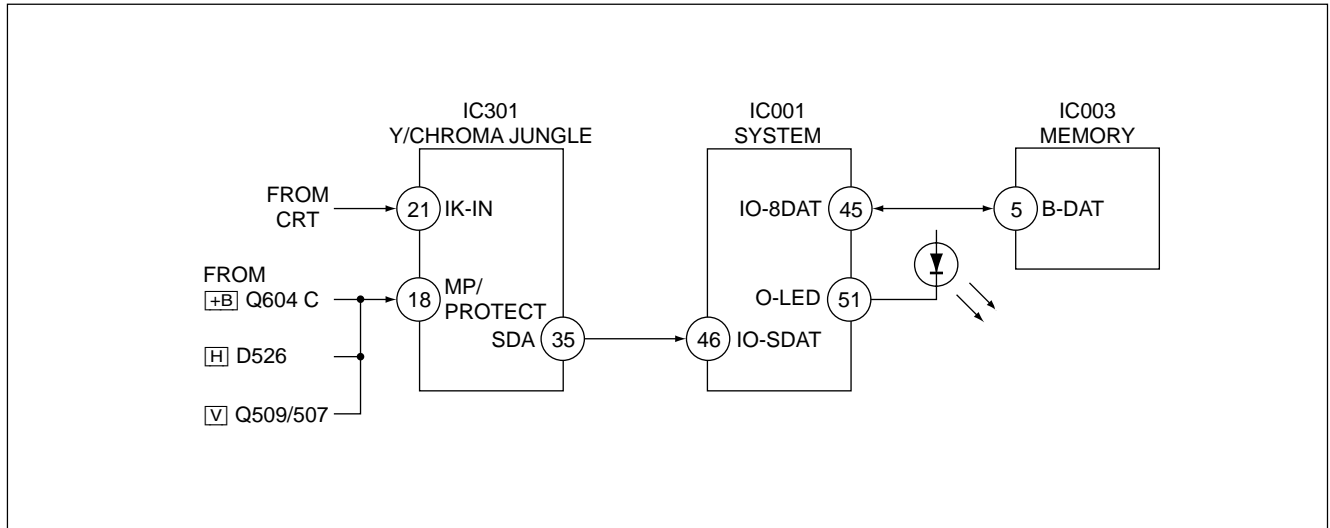 IC301
Y/CHROMA JUNGLE
IC001
SYSTEM
IC003
MEMORY
FROM
CRT
21 IK-IN
FROM
+B Q604 C
18 MP/
PROTECT
H D526
V Q509/507
SDA 35
46 IO-SDAT
IO-8DAT 45
O-LED 51
5 B-DAT